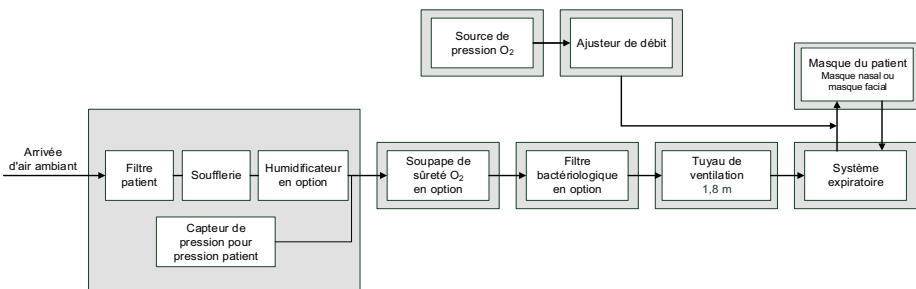 Source de
pression O₂
Ajusteur de débit
Masque du patient
Masque nasal ou
masque facial
Arrivée
d'air ambiant
Filtre
patient
Soufflerie
Humidificateur
en option
Soupape de
sûreté O₂
en option
Filtre
bactériologique
en option
Tuyau de
ventilation
1,8 m
Système
expiratoire
Capteur de
pression pour
pression patient